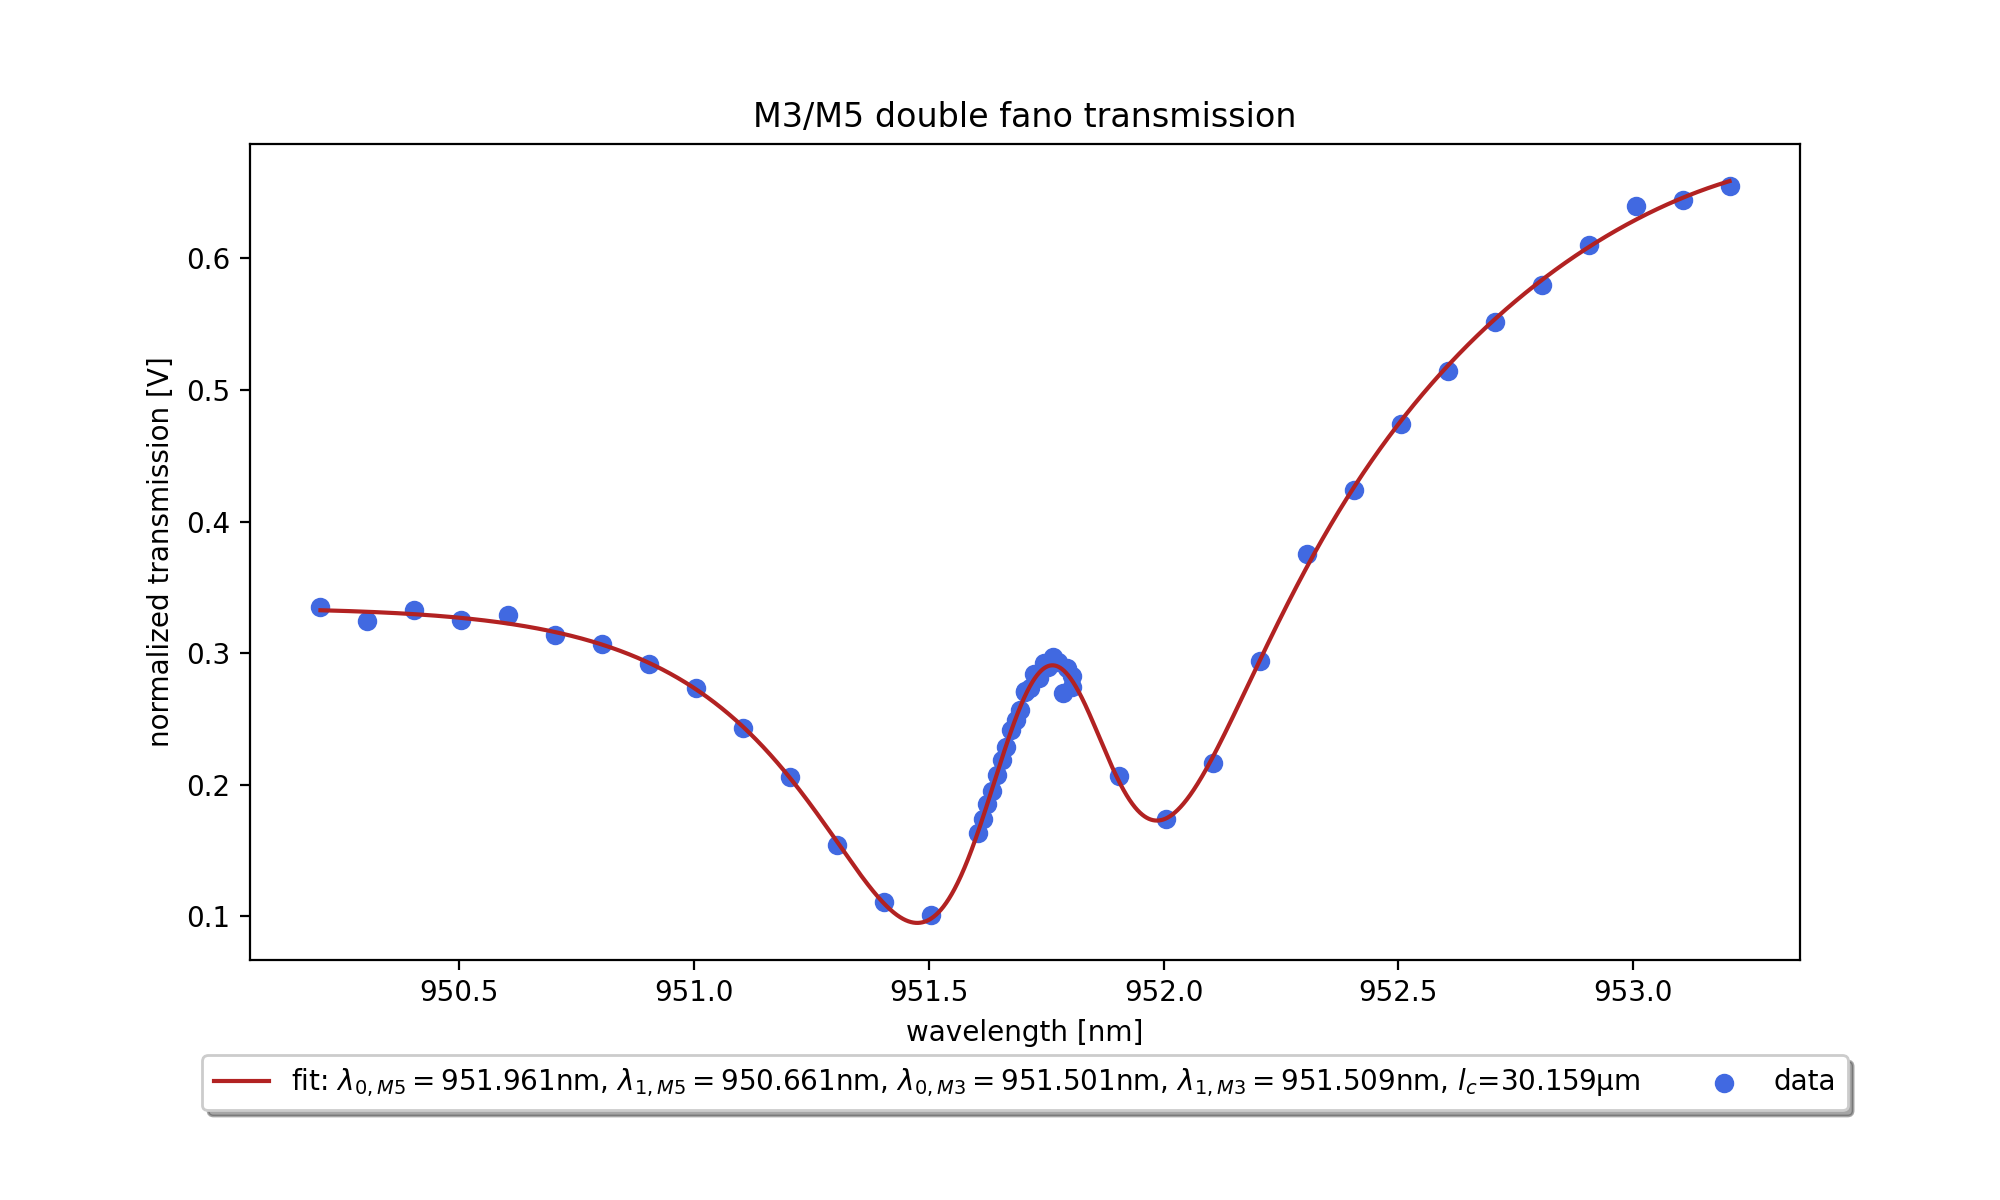 M3/M5 double fano transmission
normalized transmission [V]
0.6
0.5
0.4
0.3
0.2
0.1
950.5 951.0 951.5 952.0 952.5 953.0
wavelength [nm]
fit: λ₀,M5 = 951.961nm, λ₁,M5 = 950.661nm, λ₀,M3 = 951.501nm, λ₁,M3 = 951.509nm, l_c=30.159μm data